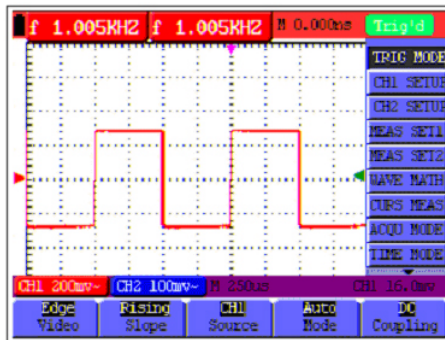 f 1.005KHZ f 1.005KHZ M 0.000ns Trig'd
TRIG MODE
CH1 SETUP
CH2 SETUP
MEAS SET1
MEAS SET2
WAVE MATH
CURS MEAS
ACQU MODE
TIME MODE
CH1 200mv~ CH2 100mv~ M 250us CH1 16.0mv
Edge Rising CH1 Auto DC
Video Slope Source Mode Coupling